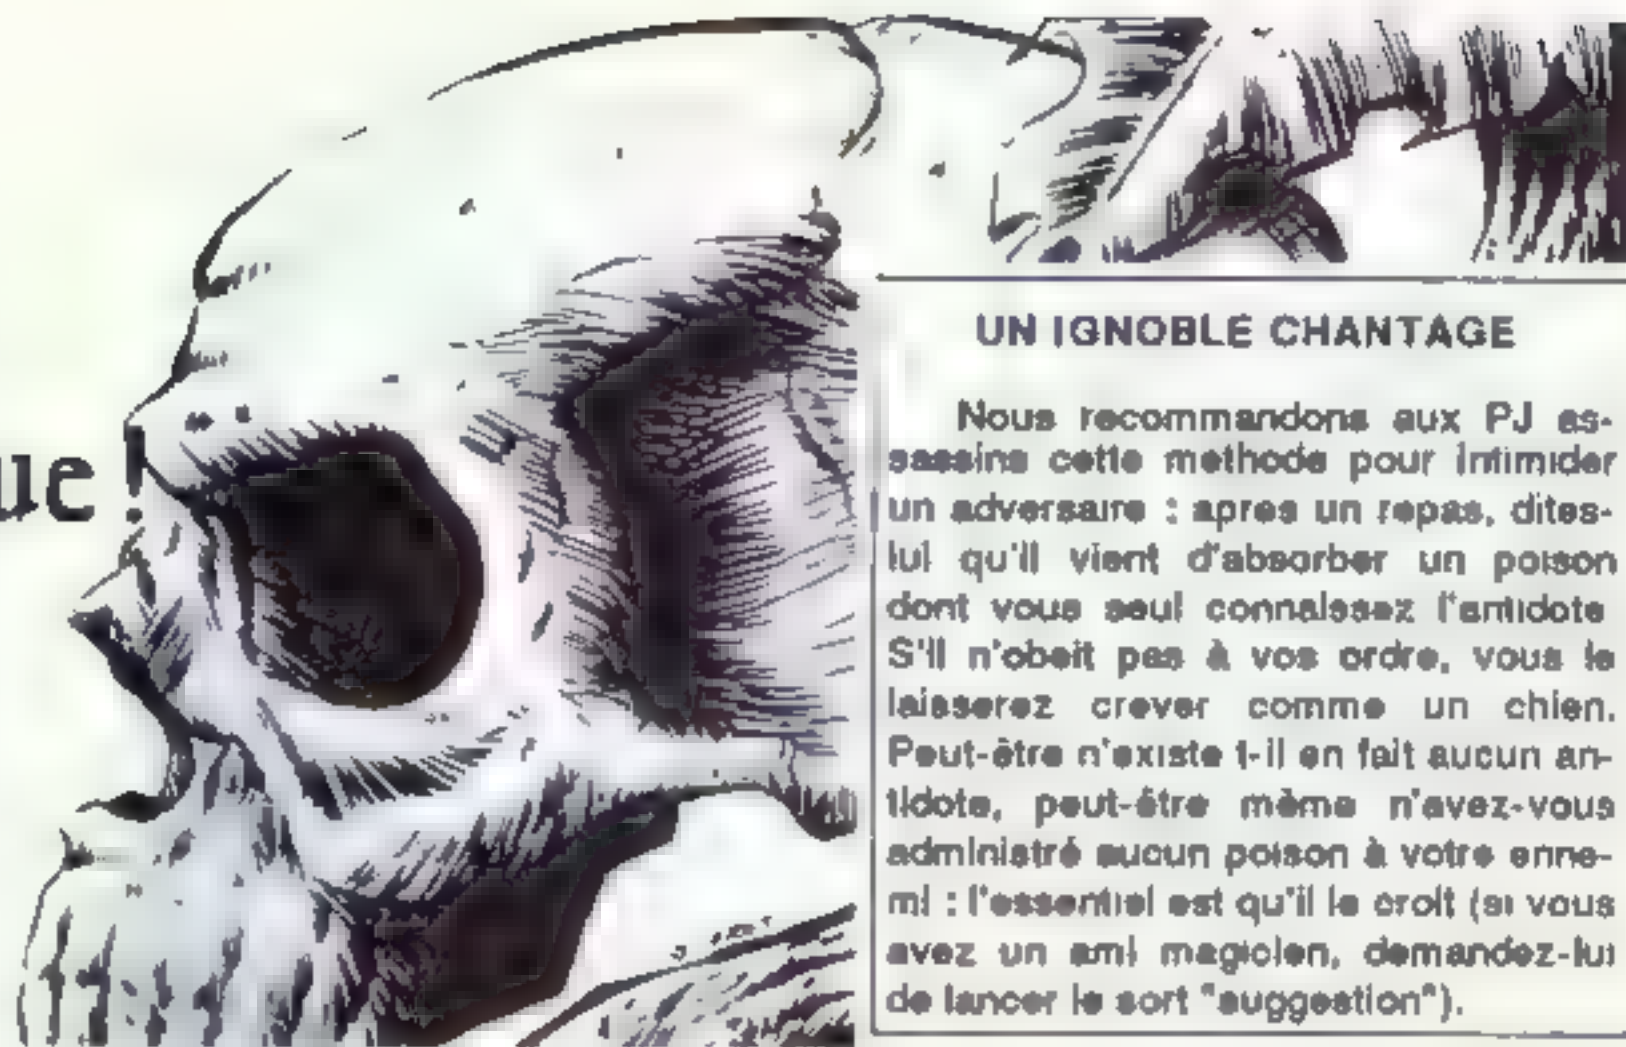 ue !
UN IGNOBLE CHANTAGE
Nous recommandons aux PJ as-
sassins cette methode pour intimider
un adversaire : apres un repas, dites-
lui qu'il vient d'absorber un poison
dont vous seul connaissez l'antidote
S'il n'obeit pas à vos ordre, vous le
laisserez crever comme un chien.
Peut-être n'existe t-il en fait aucun an-
tidote, peut-être même n'avez-vous
administré aucun poison à votre enne-
mi : l'essentiel est qu'il le croit (si vous
avez un ami magicien, demandez-lui
de lancer le sort "suggestion").